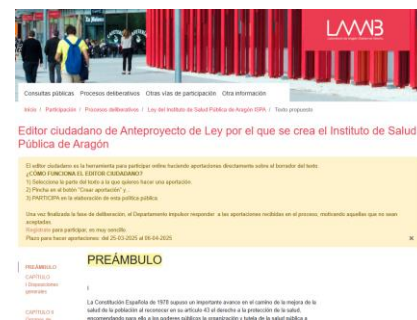 LAAAB
Consultas públicas Procesos deliberativos Otras vías de participación Otra información
Inicio / Participación / Procesos deliberativos / Ley del Instituto de Salud Pública de Aragón ISPA / Texto propuesto
Editor ciudadano de Anteproyecto de Ley por el que se crea el Instituto de Salud
Pública de Aragón
El editor ciudadano es la herramienta para participar online haciendo aportaciones directamente sobre el borrador del texto.
¿CÓMO FUNCIONA EL EDITOR CIUDADANO?
1) Selecciona la parte del texto a la que quieres hacer una aportación.
2) Pincha en el botón "Crear aportación" y...
3) PARTICIPA en la elaboración de esta política pública.
Una vez finalizada la fase de deliberación, el Departamento impulsor responderá a las aportaciones recibidas en el proceso, motivando aquellas que no sean
aceptadas.
Regístrate para participar, es muy sencillo.
Plazo para hacer aportaciones: del 25-03-2025 al 06-04-2025
×
PREÁMBULO
PREÁMBULO
CAPÍTULO
I Disposiciones
generales
I
La Constitución Española de 1978 supuso un importante avance en el camino de la mejora de la
salud de la población al reconocer en su artículo 43 el derecho a la protección de la salud,
CAPÍTULO II
encomendando para ello a los poderes públicos la organización y tutela de la salud pública a